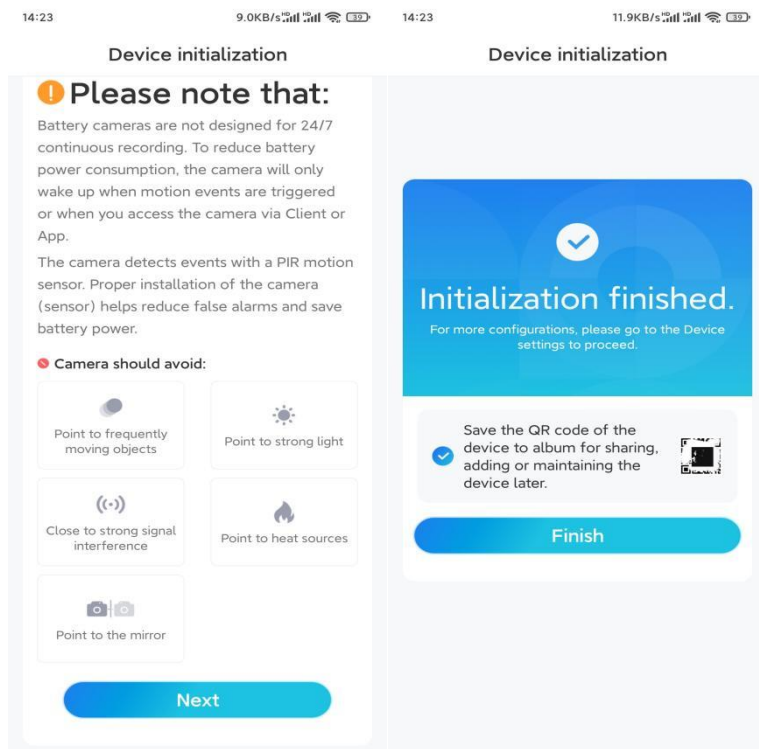 14:23
9.0KB/s
39
Device initialization
Please note that:
Battery cameras are not designed for 24/7
continuous recording. To reduce battery
power consumption, the camera will only
wake up when motion events are triggered
or when you access the camera via Client or
App.
The camera detects events with a PIR motion
sensor. Proper installation of the camera
(sensor) helps reduce false alarms and save
battery power.
Camera should avoid:
Point to frequently
moving objects
Point to strong light
Close to strong signal
interference
Point to heat sources
Point to the mirror
Next
14:23
11.9KB/s
39
Device initialization
Initialization finished.
For more configurations, please go to the Device
settings to proceed.
Save the QR code of the
device to album for sharing,
adding or maintaining the
device later.
Finish